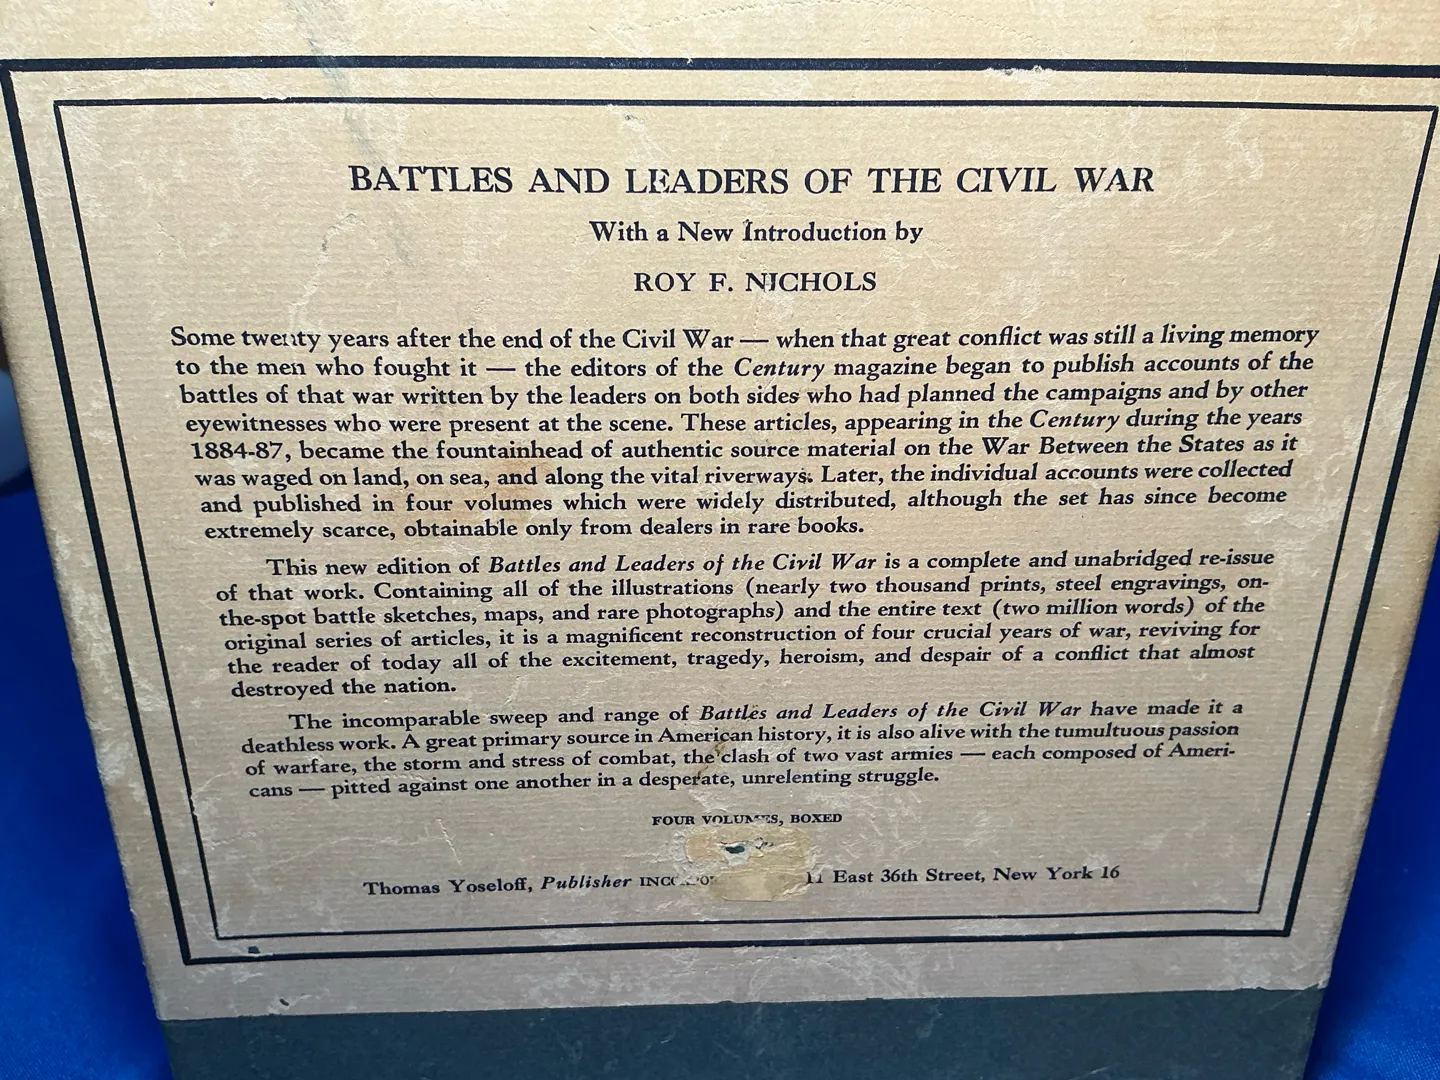 BATTLES AND LEADERS OF THE CIVIL WAR
With a New Introduction by
ROY F. NICHOLS
Some twenty years after the end of the Civil War — when that great conflict was still a living memory
to the men who fought it — the editors of the Century magazine began to publish accounts of the
battles of that war written by the leaders on both sides who had planned the campaigns and by other
eyewitnesses who were present at the scene. These articles, appearing in the Century during the years
1884-87, became the fountainhead of authentic source material on the War Between the States as it
was waged on land, on sea, and along the vital riverways. Later, the individual accounts were collected
and published in four volumes which were widely distributed, although the set has since become
extremely scarce, obtainable only from dealers in rare books.
This new edition of Battles and Leaders of the Civil War is a complete and unabridged re-issue
of that work. Containing all of the illustrations (nearly two thousand prints, steel engravings, on-
the-spot battle sketches, maps, and rare photographs) and the entire text (two million words) of the
original series of articles, it is a magnificent reconstruction of four crucial years of war, reviving for
the reader of today all of the excitement, tragedy, heroism, and despair of a conflict that almost
destroyed the nation.
The incomparable sweep and range of Battles and Leaders of the Civil War have made it a
deathless work. A great primary source in American history, it is also alive with the tumultuous passion
of warfare, the storm and stress of combat, the clash of two vast armies — each composed of Ameri-
cans — pitted against one another in a desperate, unrelenting struggle.
FOUR VOLUMES, BOXED
Thomas Yoseloff, Publisher 11 East 36th Street, New York 16